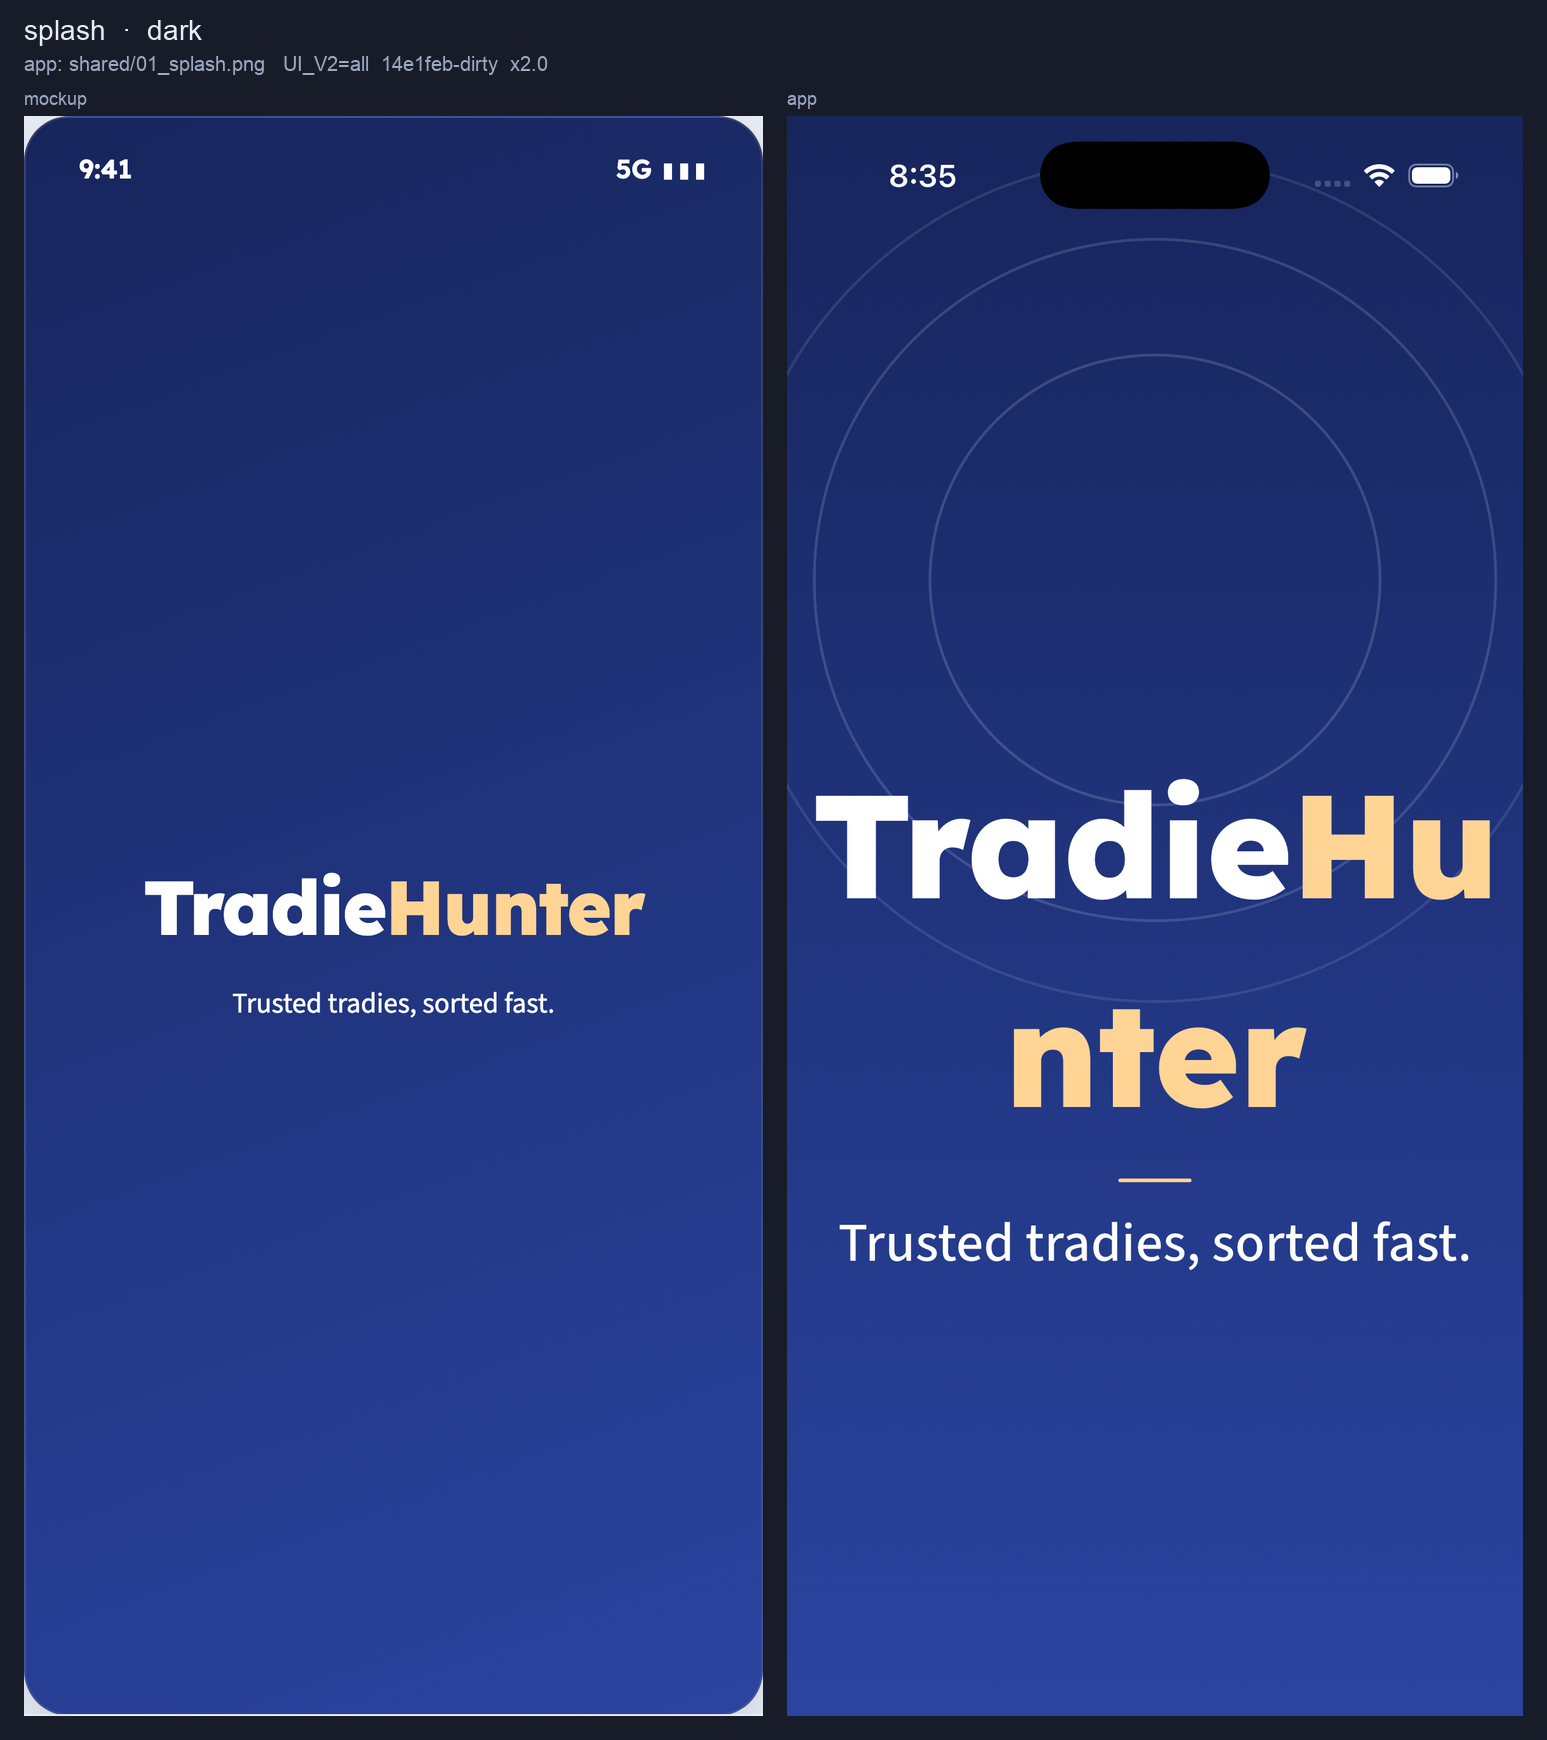 splash · dark
app: shared/01_splash.png UI_V2=all 14e1feb-dirty x2.0
mockup
9:41 5G
TradieHunter
Trusted tradies, sorted fast.
app
8:35
TradieHu
nter
Trusted tradies, sorted fast.